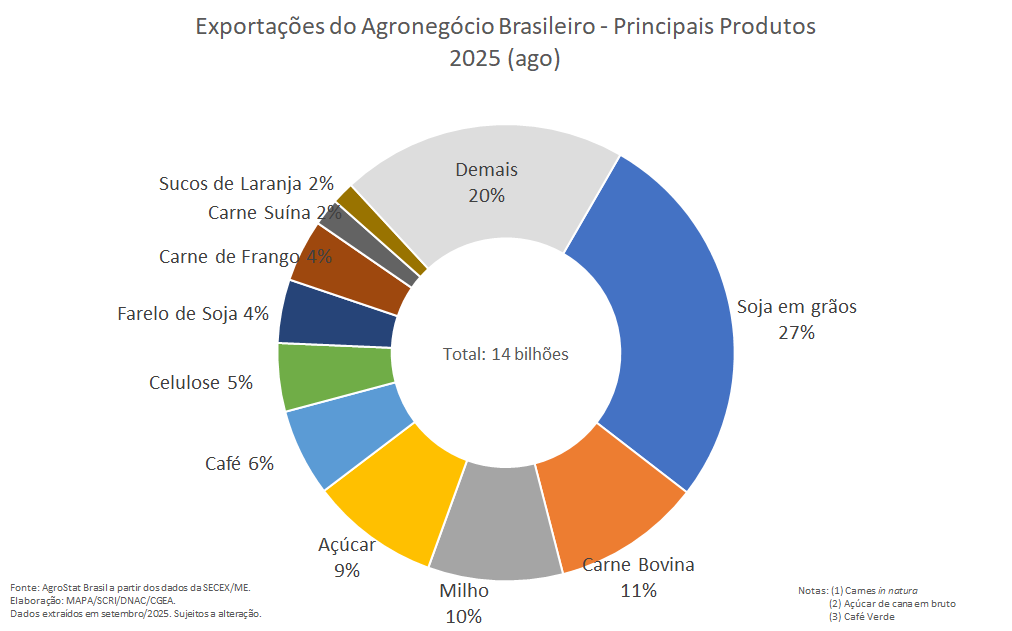 Exportações do Agronegócio Brasileiro - Principais Produtos
2025 (ago)
Demais
20%
Sucos de Laranja 2%
Carne Suína 2%
Carne de Frango 4%
Farelo de Soja 4%
Soja em grãos
27%
Total: 14 bilhões
Celulose 5%
Café 6%
Açúcar
9%
Carne Bovina
11%
Milho
10%
Fonte: AgroStat Brasil a partir dos dados da SECEX/ME.
Elaboração: MAPA/SCRI/DNAC/CGEA.
Dados extraídos em setembro/2025. Sujeitos a alteração.
Notas: (1) Carnes in natura
(2) Açúcar de cana em bruto
(3) Café Verde